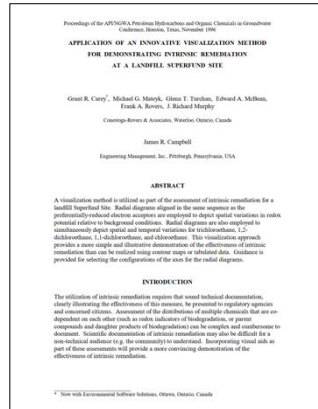 Proceedings of the API/NGWA Petroleum Hydrocarbons and Organic Chemicals in Groundwater
Conference, Houston, Texas, November 1996
APPLICATION OF AN INNOVATIVE VISUALIZATION METHOD
FOR DEMONSTRATING INTRINSIC REMEDIATION
AT A LANDFILL SUPERFUND SITE
Grant R. Carey*, Michael G. Mateyk, Glenn T. Turchan, Edward A. McBean,
Frank A. Rovers, J. Richard Murphy
Conestoga-Rovers & Associates, Waterloo, Ontario, Canada
James R. Campbell
Engineering Management, Inc., Pittsburgh, Pennsylvania, USA
ABSTRACT
A visualization method is utilized as part of the assessment of intrinsic remediation for a
landfill Superfund Site. Radial diagrams aligned in the same sequence as the
preferentially-reduced electron acceptors are employed to depict spatial variations in redox
potential relative to background conditions. Radial diagrams are also employed to
simultaneously depict spatial and temporal variations for trichloroethane, 1,2-
dichloroethane, 1,1-dichloroethane, and chloroethane. This visualization approach
provides a more simple and illustrative demonstration of the effectiveness of intrinsic
remediation than can be realized using contour maps or tabulated data. Guidance is
provided for selecting the configurations of the axes for the radial diagrams.
INTRODUCTION
The utilization of intrinsic remediation requires that sound technical documentation,
clearly illustrating the effectiveness of this measure, be presented to regulatory agencies
and concerned citizens. Assessment of the distributions of multiple chemicals that are co-
dependent on each other (such as redox indicators of biodegradation, or parent
compounds and daughter products of biodegradation) can be complex and cumbersome to
document. Scientific documentation of intrinsic remediation may also be difficult for a
non-technical audience (e.g. the community) to understand. Incorporating visual aids as
part of these assessments will provide a more convincing demonstration of the
effectiveness of intrinsic remediation.
* Now with Environmental Software Solutions, Ottawa, Ontario, Canada